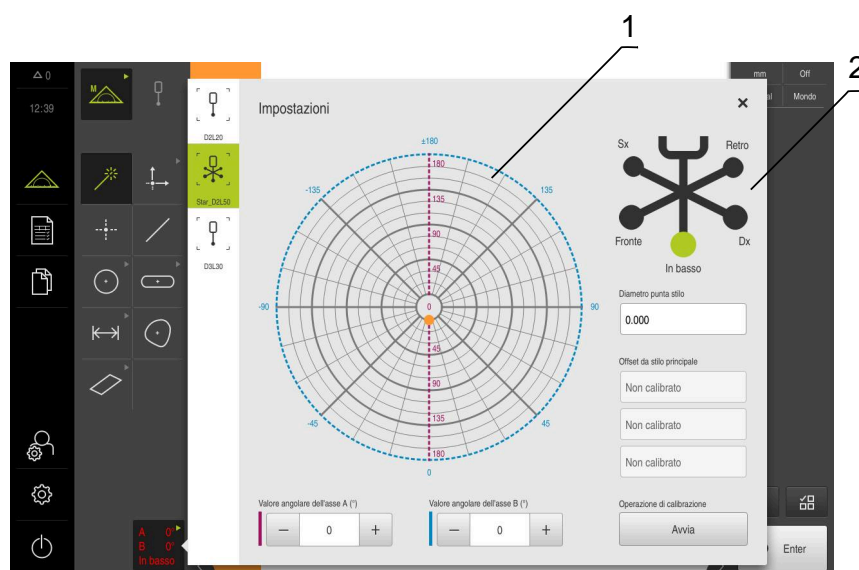 1
2
0
12:39
M
mm
Off
al
Mondo
D2L20
Star_D2L50
D3L30
Impostazioni
±180
-135
135
-90
90
-45
45
0
180
135
90
45
0
45
90
135
180
Sx
Retro
Fronte
Dx
In basso
Diametro punta stilo
0.000
Offset da stilo principale
Non calibrato
Non calibrato
Non calibrato
Valore angolare dell'asse A (°)
Valore angolare dell'asse B (°)
Operazione di calibrazione
− 0 +
− 0 +
Avvia
A 0°
B 0°
In basso
Enter